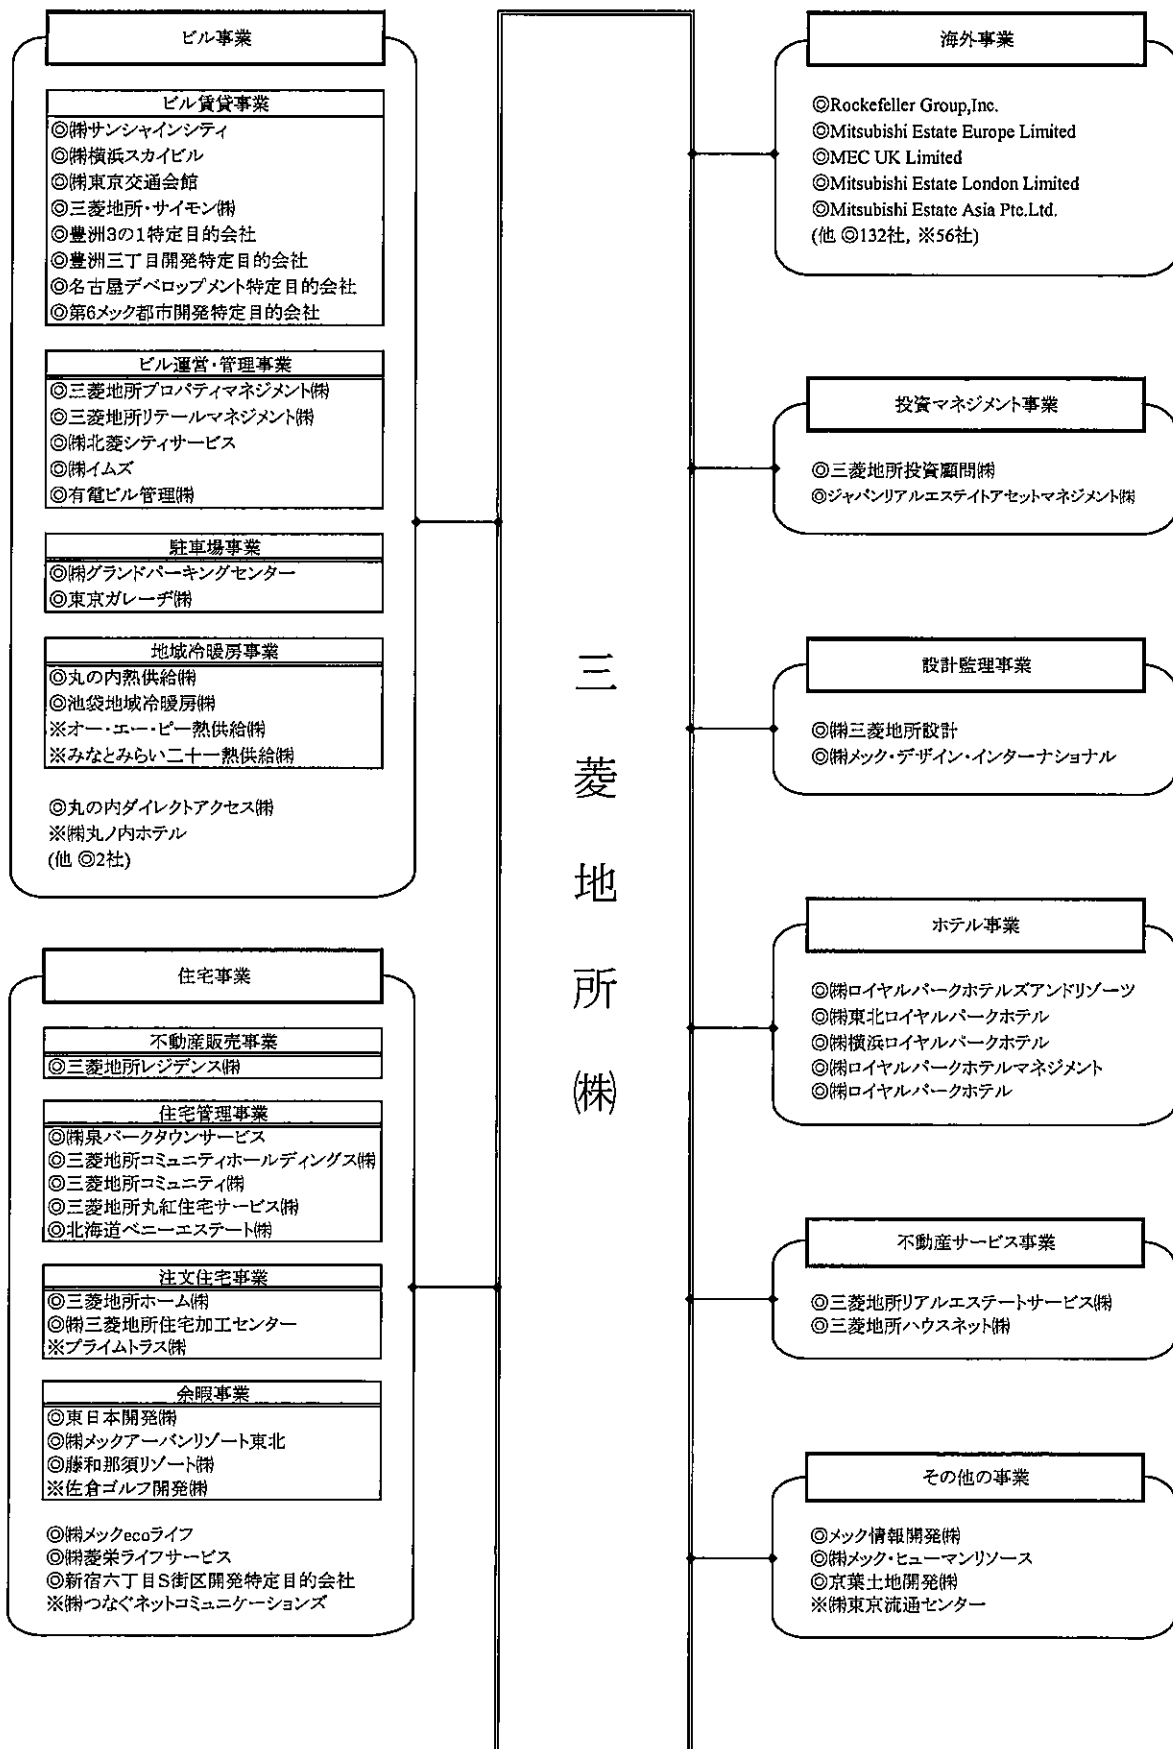 ビル事業
ビル賃貸事業
◎㈱サンシャインシティ
◎㈱横浜スカイビル
◎㈱東京交通会館
◎三菱地所・サイモン㈱
◎豊洲3の1特定目的会社
◎豊洲三丁目開発特定目的会社
◎名古屋デベロップメント特定目的会社
◎第6メック都市開発特定目的会社
ビル運営・管理事業
◎三菱地所プロパティマネジメント㈱
◎三菱地所リテールマネジメント㈱
◎㈱北菱シティサービス
◎㈱イムズ
◎有電ビル管理㈱
駐車場事業
◎㈱グランドパーキングセンター
◎東京ガレーヂ㈱
地域冷暖房事業
◎丸の内熱供給㈱
◎池袋地域冷暖房㈱
※オー・エー・ピー熱供給㈱
※みなとみらい二十一熱供給㈱
◎丸の内ダイレクトアクセス㈱
※㈱丸ノ内ホテル
(他 ◎2社)
住宅事業
不動産販売事業
◎三菱地所レジデンス㈱
住宅管理事業
◎㈱泉パークタウンサービス
◎三菱地所コミュニティホールディングス㈱
◎三菱地所コミュニティ㈱
◎三菱地所丸紅住宅サービス㈱
◎北海道ベニーエステート㈱
注文住宅事業
◎三菱地所ホーム㈱
◎㈱三菱地所住宅加工センター
※プライムトラス㈱
余暇事業
◎東日本開発㈱
◎㈱メックアーバンリゾート東北
◎藤和那須リゾート㈱
※佐倉ゴルフ開発㈱
◎㈱メックecoライフ
◎㈱菱栄ライフサービス
◎新宿六丁目S街区開発特定目的会社
※㈱つなぐネットコミュニケーションズ
三菱地所㈱
海外事業
◎Rockefeller Group,Inc.
◎Mitsubishi Estate Europe Limited
◎MEC UK Limited
◎Mitsubishi Estate London Limited
◎Mitsubishi Estate Asia Pte.Ltd.
(他 ◎132社, ※56社)
投資マネジメント事業
◎三菱地所投資顧問㈱
◎ジャパンリアルエステイトアセットマネジメント㈱
設計監理事業
◎㈱三菱地所設計
◎㈱メック・デザイン・インターナショナル
ホテル事業
◎㈱ロイヤルパークホテルズアンドリゾーツ
◎㈱東北ロイヤルパークホテル
◎㈱横浜ロイヤルパークホテル
◎㈱ロイヤルパークホテルマネジメント
◎㈱ロイヤルパークホテル
不動産サービス事業
◎三菱地所リアルエステートサービス㈱
◎三菱地所ハウスネット㈱
その他の事業
◎メック情報開発㈱
◎㈱メック・ヒューマンリソース
◎京葉土地開発㈱
※㈱東京流通センター